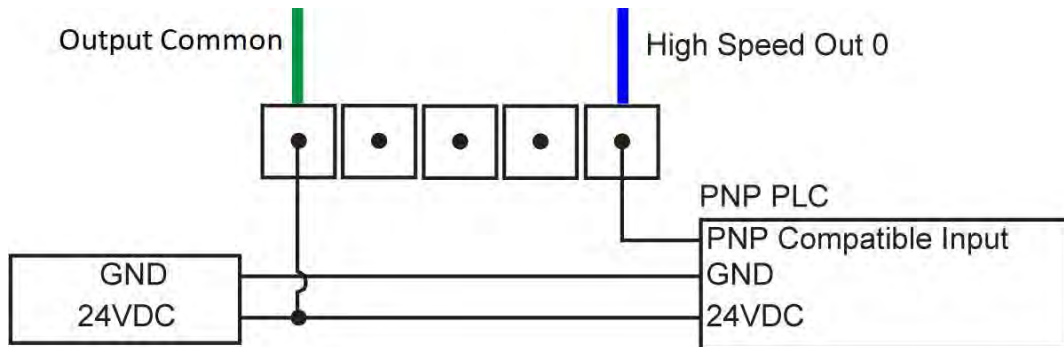 Output Common
High Speed Out 0
PNP PLC
PNP Compatible Input
GND
GND
24VDC
24VDC